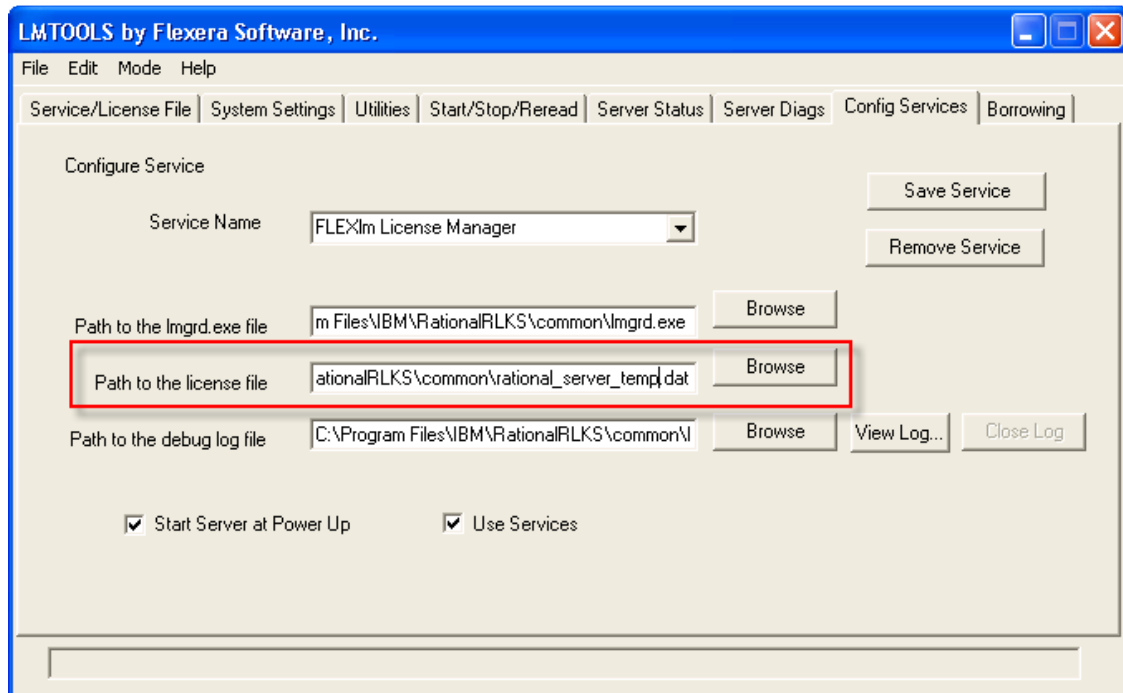 LMTOOLS by Flexera Software, Inc.
File Edit Mode Help
Service/License File System Settings Utilities Start/Stop/Reread Server Status Server Diags Config Services Borrowing
Configure Service
Save Service
Service Name FLEXlm License Manager
Remove Service
Path to the lmgrd.exe file m Files\IBM\RationalRLKS\common\lmgrd.exe Browse
Path to the license file ationalRLKS\common\rational_server_temp.dat Browse
Path to the debug log file C:\Program Files\IBM\RationalRLKS\common\l Browse View Log... Close Log
Start Server at Power Up Use Services